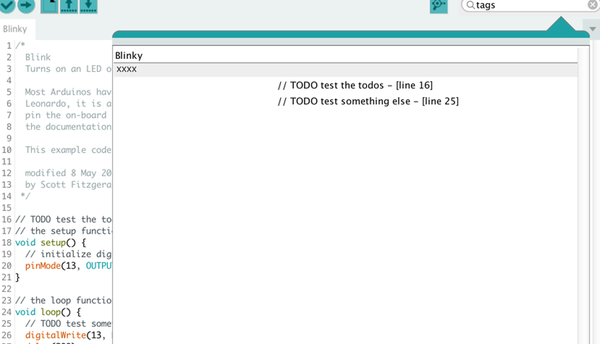 tags
Blinky
1 /*
2 Blink
3 Turns on an LED o
4
5 Most Arduinos hav
6 Leonardo, it is a
7 pin the on-board
8 the documentation
9
10 This example code
11
12 modified 8 May 20
13 by Scott Fitzgera
14 */
15
16 // TODO test the to
17 // the setup functi
18 void setup() {
19 // initialize dig
20 pinMode(13, OUTPU
21 }
22
23 // the loop functio
24 void loop() {
25 // TODO test some
26 digitalWrite(13,
Blinky
xxxx
// TODO test the todos – [line 16]
// TODO test something else – [line 25]